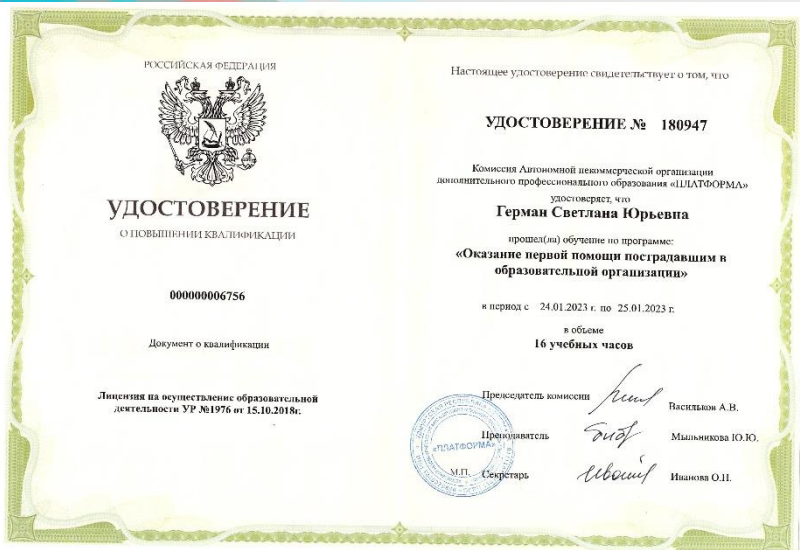 РОССИЙСКАЯ ФЕДЕРАЦИЯ
УДОСТОВЕРЕНИЕ
О ПОВЫШЕНИИ КВАЛИФИКАЦИИ
000000006756
Документ о квалификации
Лицензия на осуществление образовательной
деятельности УР №1976 от 15.10.2018г.
Настоящее удостоверение свидетельствует о том, что
УДОСТОВЕРЕНИЕ № 180947
Комиссия Автономной некоммерческой организации
дополнительного профессионального образования «ПЛАТФОРМА»
удостоверяет, что
Герман Светлана Юрьевна
прошел(ла) обучение по программе:
«Оказание первой помощи пострадавшим в
образовательной организации»
в период с 24.01.2023 г. по 25.01.2023 г.
в объеме
16 учебных часов
Председатель комиссии
Васильков А.В.
Преподаватель
Мыльникова Ю.Ю.
«ПЛАТФОРМА»
М.П. Секретарь
Иванова О.П.